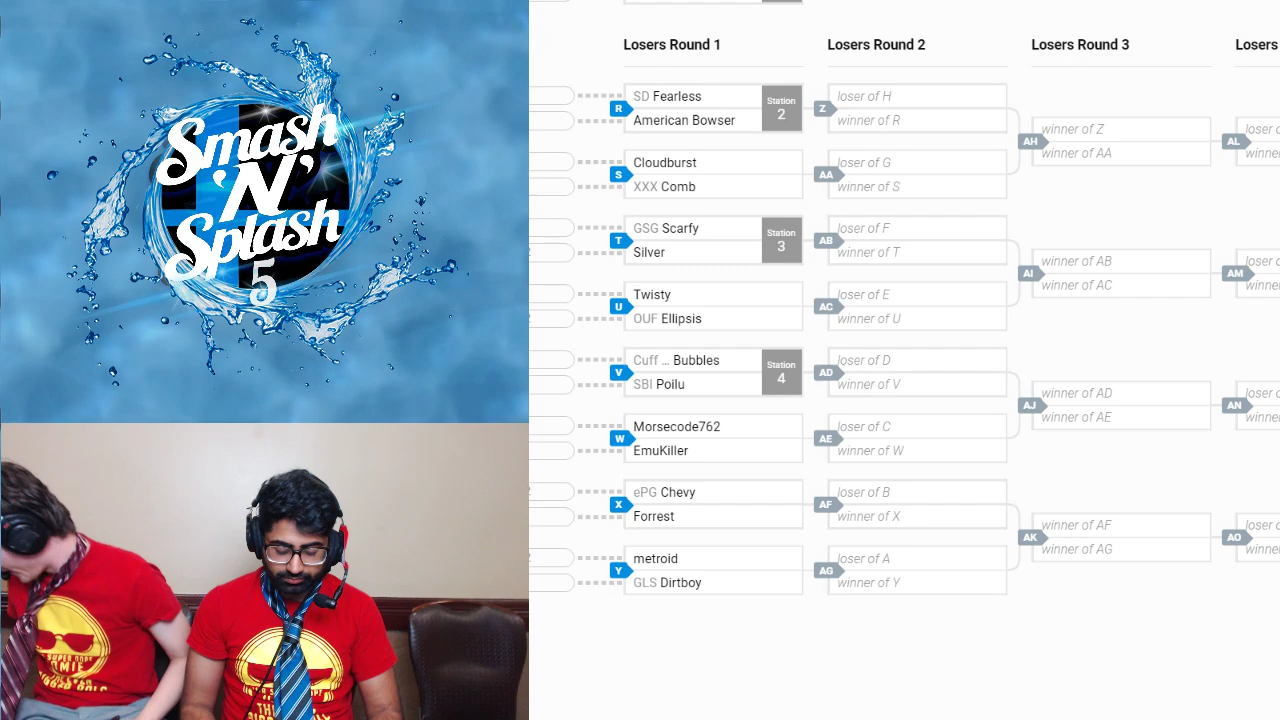 Smash
'N'
Splash
5
Losers Round 1
Losers Round 2
Losers Round 3
Losers
R
SD Fearless
American Bowser
Station
2
Z
loser of H
winner of R
AH
winner of Z
winner of AA
AL
S
Cloudburst
XXX Comb
AA
loser of G
winner of S
T
GSG Scarfy
Silver
Station
3
AB
loser of F
winner of T
AI
winner of AB
winner of AC
AM
U
Twisty
OUF Ellipsis
AC
loser of E
winner of U
V
Cuff … Bubbles
SBI Poilu
Station
4
AD
loser of D
winner of V
AJ
winner of AD
winner of AE
AN
W
Morsecode762
EmuKiller
AE
loser of C
winner of W
X
ePG Chevy
Forrest
AF
loser of B
winner of X
AK
winner of AF
winner of AG
AO
Y
metroid
GLS Dirtboy
AG
loser of A
winner of Y
SUPER DOPE